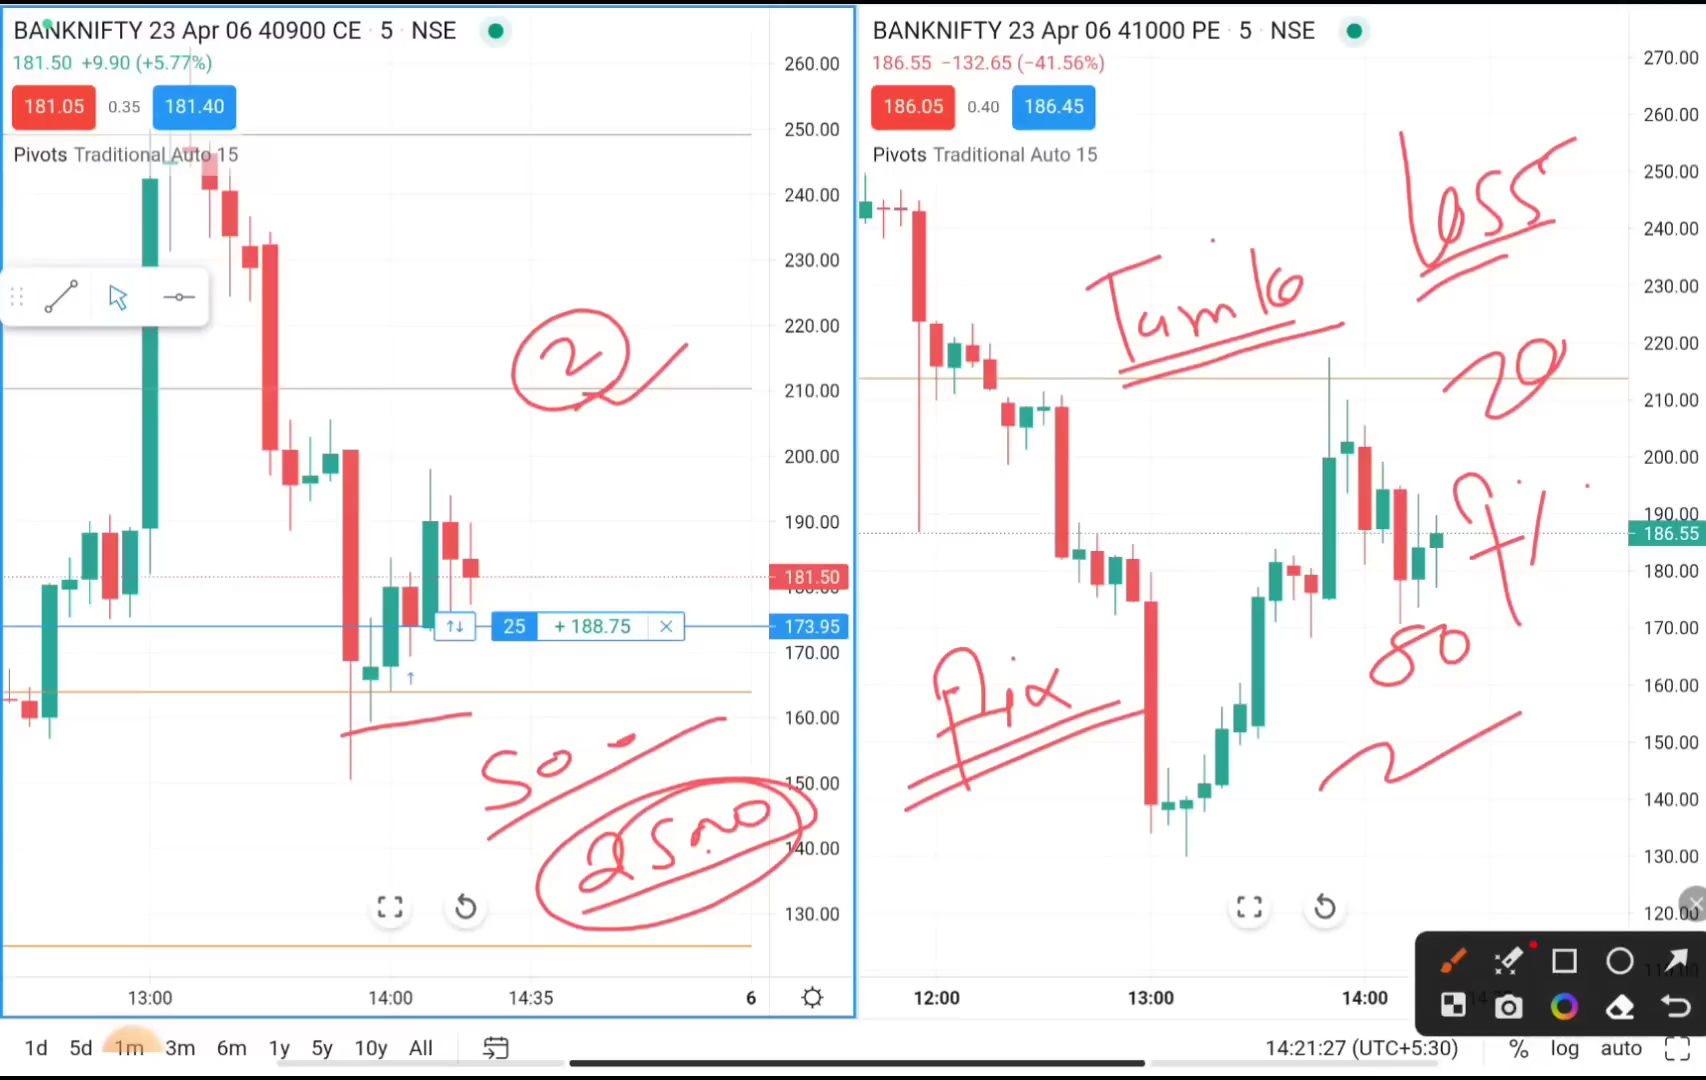 BANKNIFTY 23 Apr 06 40900 CE · 5 · NSE
181.50 +9.90 (+5.77%)
181.05 0.35 181.40
Pivots Traditional Auto 15
260.00
250.00
240.00
230.00
220.00
210.00
200.00
190.00
181.50
173.95
170.00
160.00
150.00
140.00
130.00
25 + 188.75
2
50
2500
13:00 14:00 14:35 6
BANKNIFTY 23 Apr 06 41000 PE · 5 · NSE
186.55 −132.65 (−41.56%)
186.05 0.40 186.45
Pivots Traditional Auto 15
270.00
260.00
250.00
240.00
230.00
220.00
210.00
200.00
190.00
186.55
180.00
170.00
160.00
150.00
140.00
130.00
120.00
Loss
20
80
12:00 13:00 14:00
1d 5d 1m 3m 6m 1y 5y 10y All
14:21:27 (UTC+5:30) % log auto